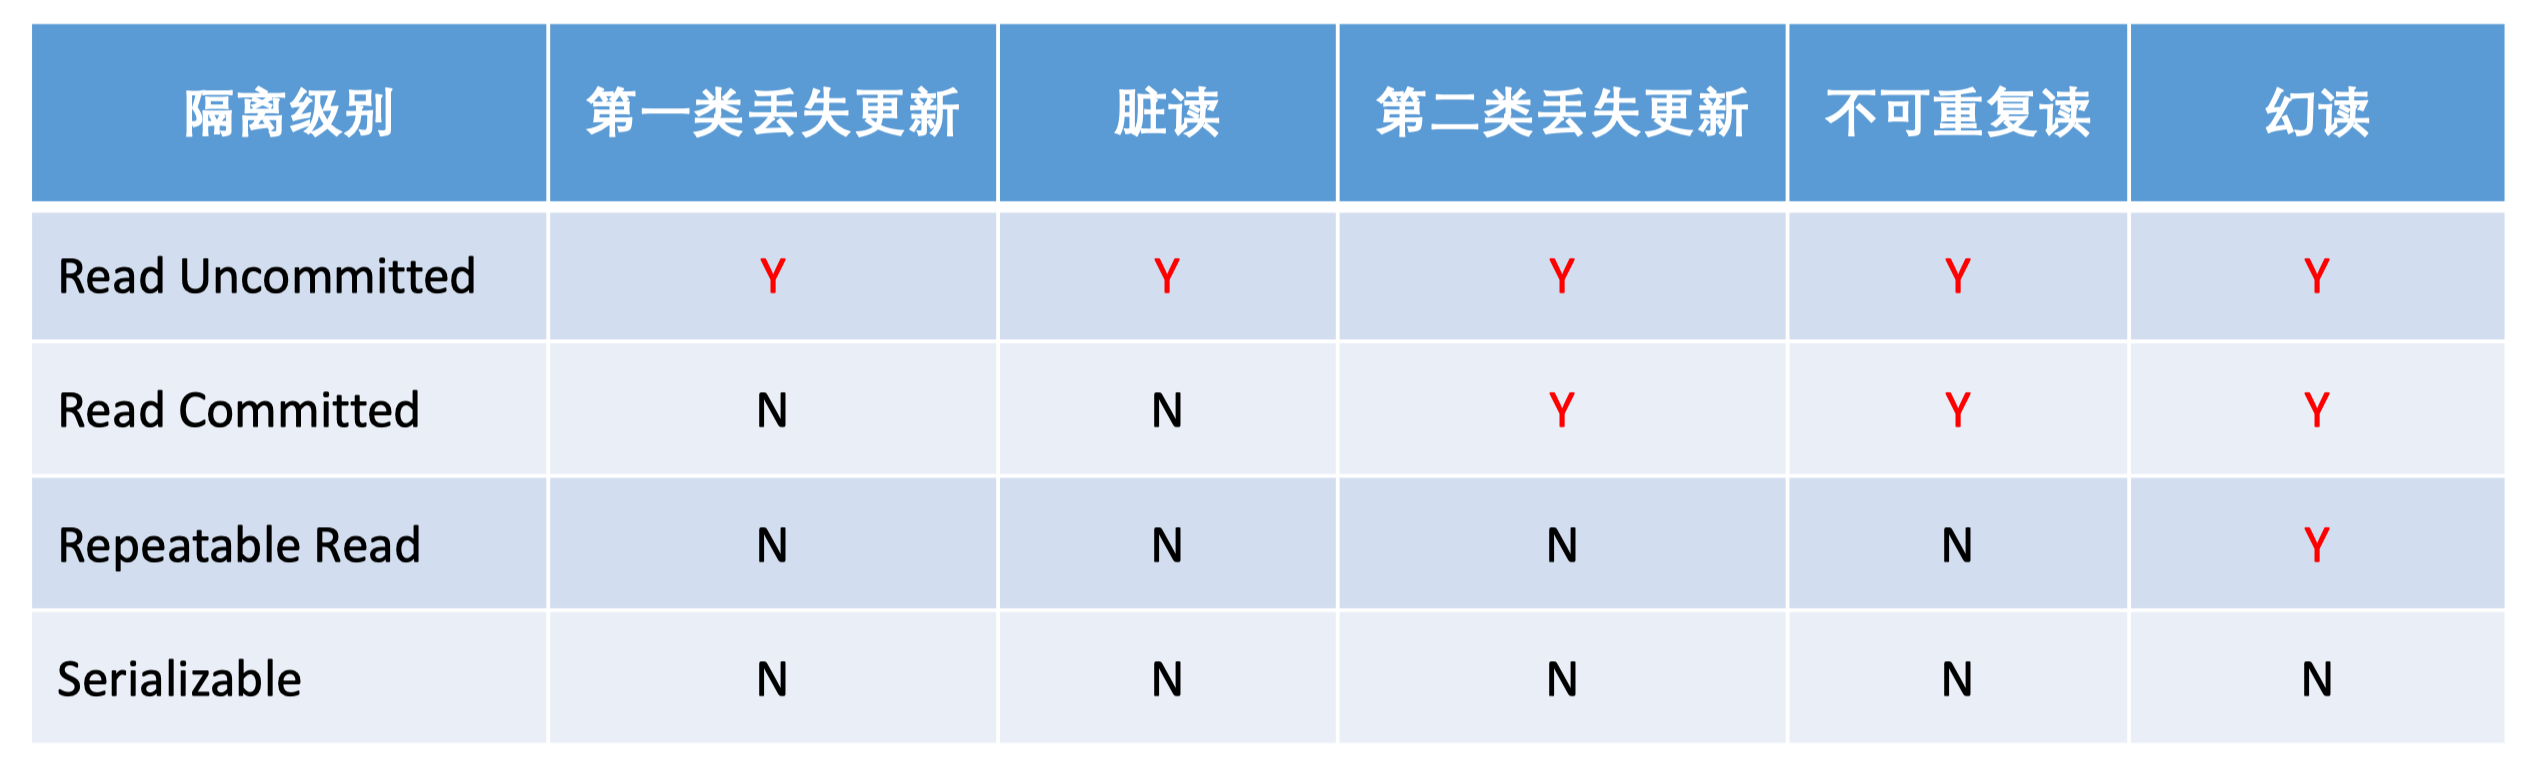 隔离级别 第一类丢失更新 脏读 第二类丢失更新 不可重复读 幻读
Read Uncommitted Y Y Y Y Y
Read Committed N N Y Y Y
Repeatable Read N N N N Y
Serializable N N N N N